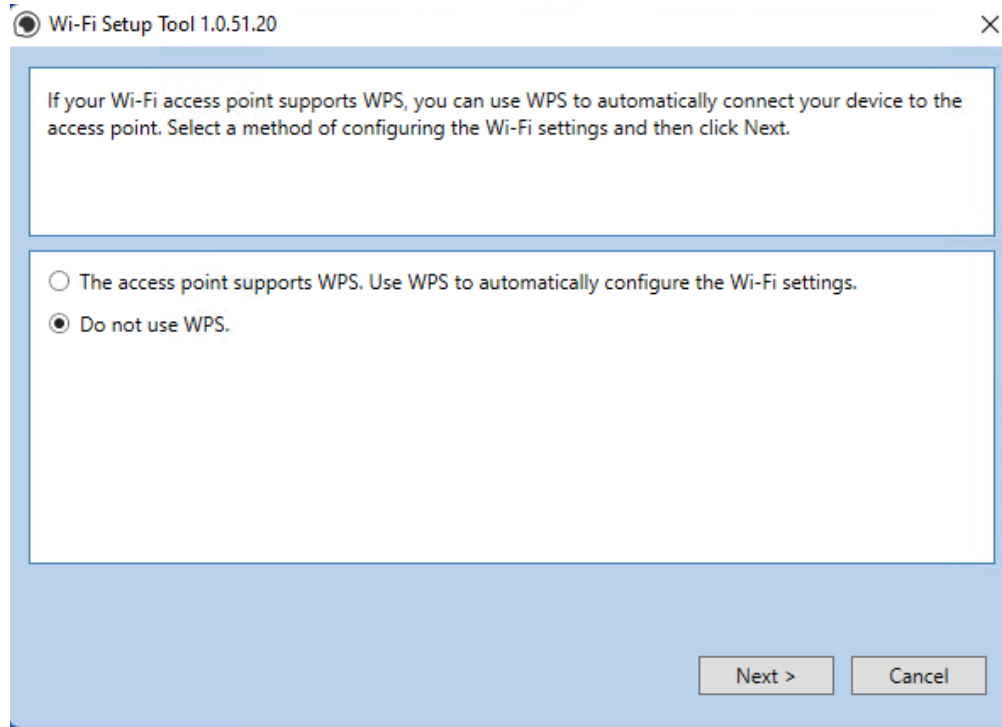 Wi-Fi Setup Tool 1.0.51.20
If your Wi-Fi access point supports WPS, you can use WPS to automatically connect your device to the
access point. Select a method of configuring the Wi-Fi settings and then click Next.
The access point supports WPS. Use WPS to automatically configure the Wi-Fi settings.
Do not use WPS.
Next >
Cancel